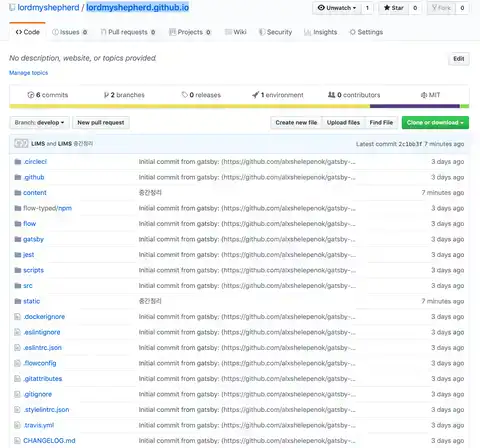 lordmyshepherd / lordmyshepherd.github.io
Unwatch 1 Star 0 Fork 0
Code Issues 0 Pull requests 0 Projects 0 Wiki Security Insights Settings
No description, website, or topics provided. Edit
Manage topics
6 commits 2 branches 0 releases 1 environment 0 contributors MIT
Branch: develop New pull request Create new file Upload files Find File Clone or download
LIMS and LIMS 중간정리 Latest commit 2c1bb3f 7 minutes ago
.circleci Initial commit from gatsby: (https://github.com/alxshelepenok/gatsby-... 3 days ago
.github Initial commit from gatsby: (https://github.com/alxshelepenok/gatsby-... 3 days ago
content 중간정리 7 minutes ago
flow-typed/npm Initial commit from gatsby: (https://github.com/alxshelepenok/gatsby-... 3 days ago
flow Initial commit from gatsby: (https://github.com/alxshelepenok/gatsby-... 3 days ago
gatsby Initial commit from gatsby: (https://github.com/alxshelepenok/gatsby-... 3 days ago
jest Initial commit from gatsby: (https://github.com/alxshelepenok/gatsby-... 3 days ago
scripts Initial commit from gatsby: (https://github.com/alxshelepenok/gatsby-... 3 days ago
src Initial commit from gatsby: (https://github.com/alxshelepenok/gatsby-... 3 days ago
static 중간정리 7 minutes ago
.dockerignore Initial commit from gatsby: (https://github.com/alxshelepenok/gatsby-... 3 days ago
.eslintignore Initial commit from gatsby: (https://github.com/alxshelepenok/gatsby-... 3 days ago
.eslintrc.json Initial commit from gatsby: (https://github.com/alxshelepenok/gatsby-... 3 days ago
.flowconfig Initial commit from gatsby: (https://github.com/alxshelepenok/gatsby-... 3 days ago
.gitattributes Initial commit from gatsby: (https://github.com/alxshelepenok/gatsby-... 3 days ago
.gitignore Initial commit from gatsby: (https://github.com/alxshelepenok/gatsby-... 3 days ago
.stylelintrc.json Initial commit from gatsby: (https://github.com/alxshelepenok/gatsby-... 3 days ago
.travis.yml Initial commit from gatsby: (https://github.com/alxshelepenok/gatsby-... 3 days ago
CHANGELOG.md Initial commit from gatsby: (https://github.com/alxshelepenok/gatsby-... 3 days ago